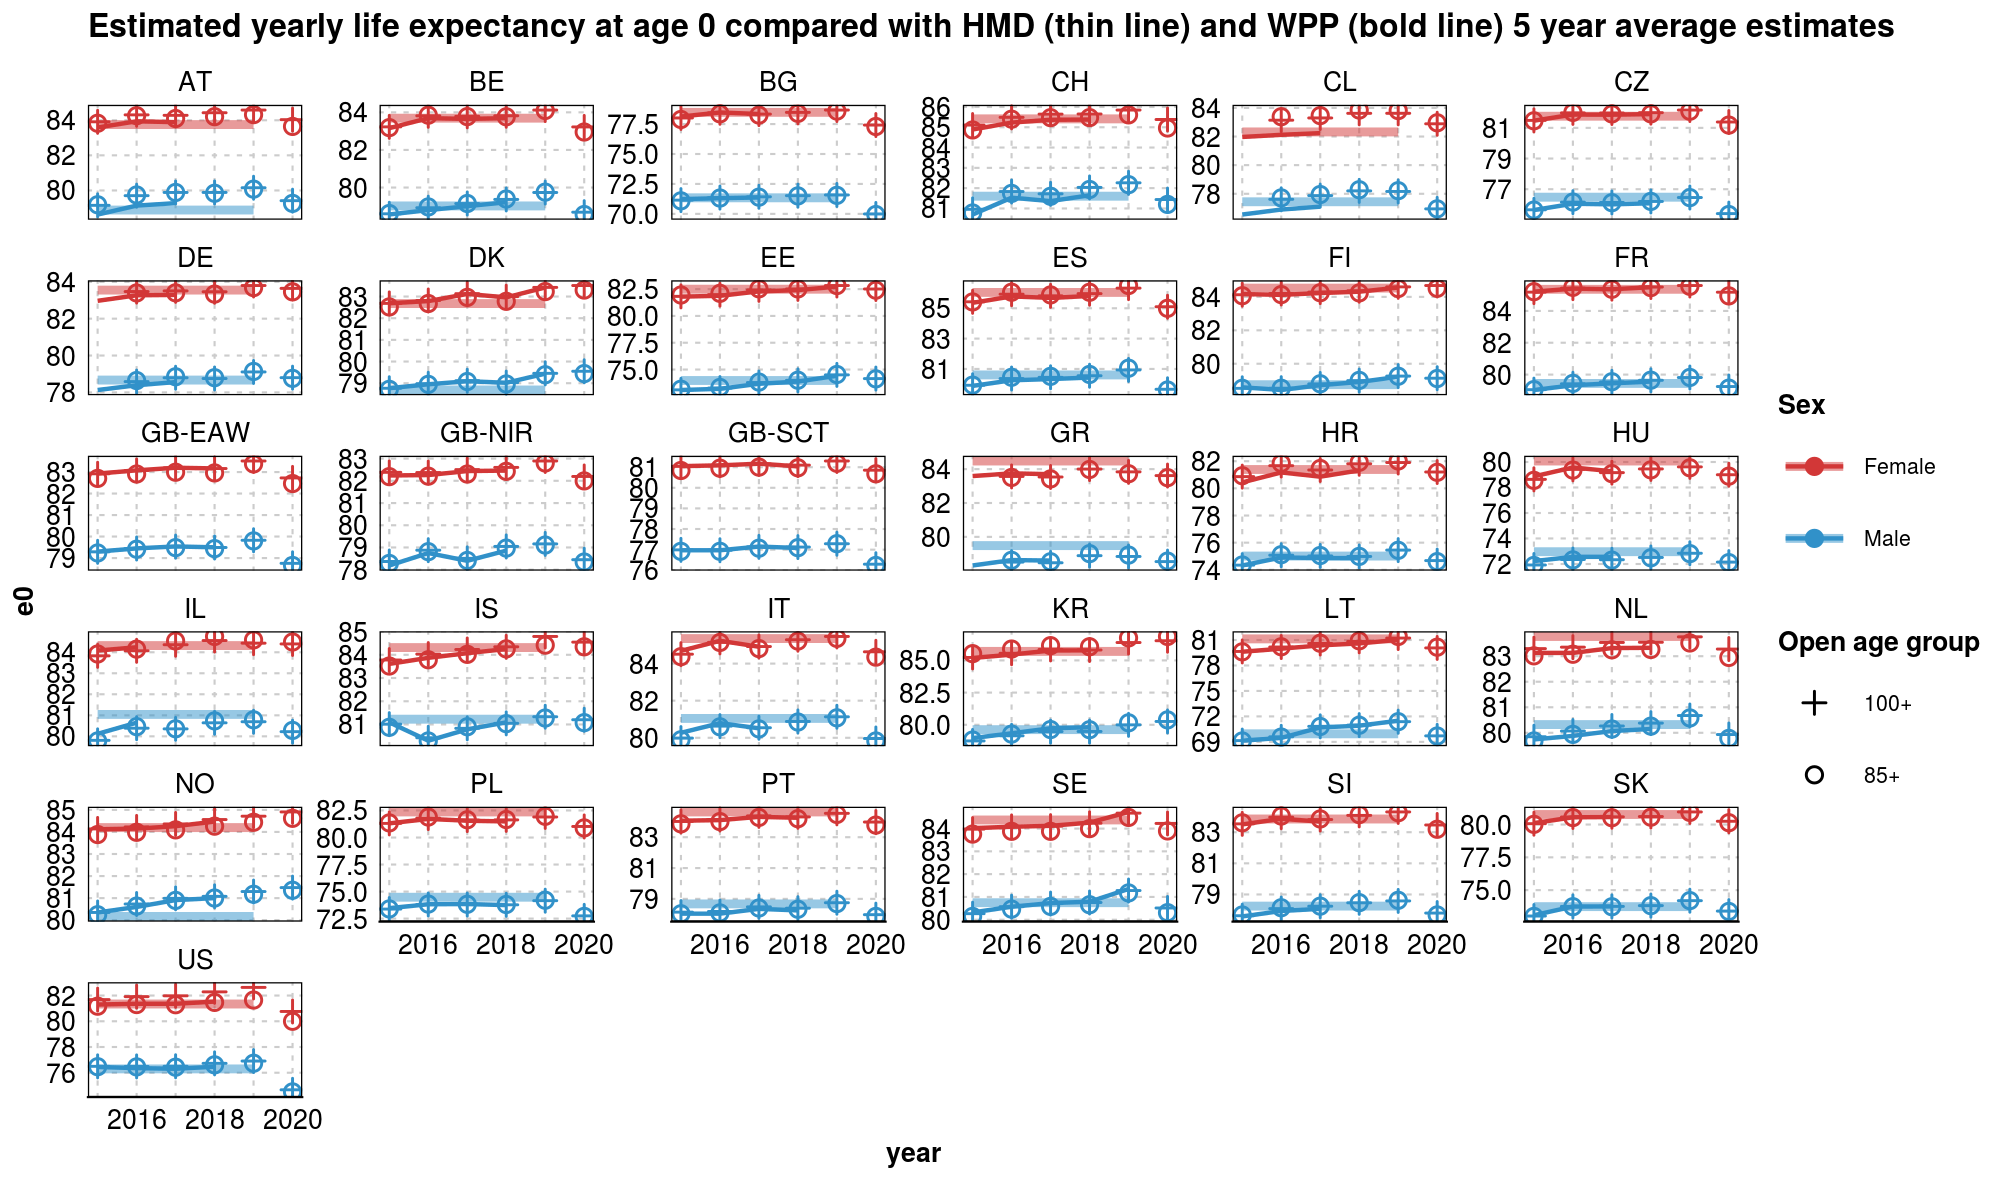 Estimated yearly life expectancy at age 0 compared with HMD (thin line) and WPP (bold line) 5 year average estimates
AT BE BG CH CL CZ
84 82 80
84 82 80
77.5 75.0 72.5 70.0
86 85 84 83 82 81
84 82 80 78
81 79 77
DE DK EE ES FI FR
84 82 80 78
83 82 81 80 79
82.5 80.0 77.5 75.0
85 83 81
84 82 80
84 82 80
GB-EAW GB-NIR GB-SCT GR HR HU
83 82 81 80 79
83 82 81 80 79 78
81 80 79 78 77 76
84 82 80
82 80 78 76 74
80 78 76 74 72
IL IS IT KR LT NL
84 83 82 81 80
85 84 83 82 81
84 82 80
85.0 82.5 80.0
81 78 75 72 69
83 82 81 80
NO PL PT SE SI SK
85 84 83 82 81 80
82.5 80.0 77.5 75.0 72.5
83 81 79
84 83 82 81 80
83 81 79
80.0 77.5 75.0
2016 2018 2020
2016 2018 2020
2016 2018 2020
2016 2018 2020
2016 2018 2020
US
82 80 78 76
2016 2018 2020
e0
year
Sex
Female
Male
Open age group
100+
85+